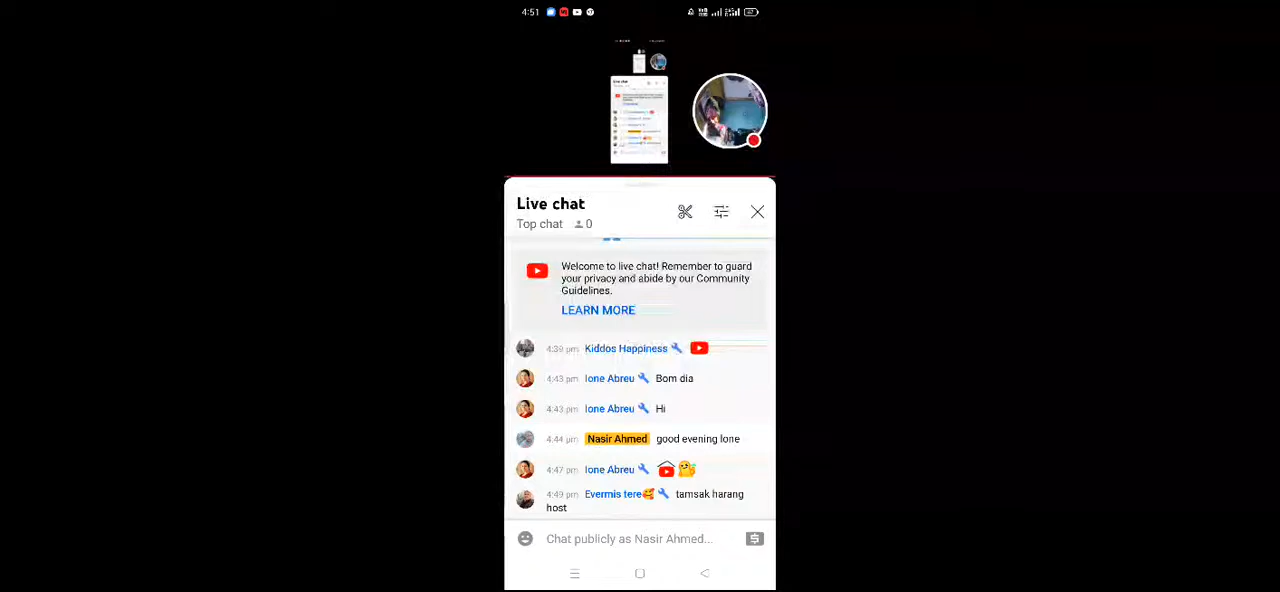 4:51
Live chat
Top chat 0
Welcome to live chat! Remember to guard
your privacy and abide by our Community
Guidelines.
LEARN MORE
4:39 pm Kiddos Happiness
4:43 pm Ione Abreu Bom dia
4:43 pm Ione Abreu Hi
4:44 pm Nasir Ahmed good evening Ione
4:47 pm Ione Abreu
4:49 pm Evermis tere🥰 tamsak harang
host
Chat publicly as Nasir Ahmed...